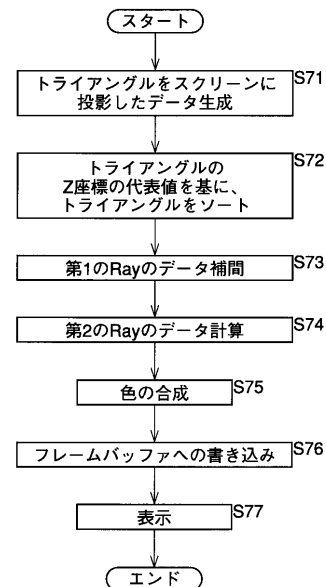 スタート
トライアングルをスクリーンに
投影したデータ生成
S71
トライアングルの
Z座標の代表値を基に、
トライアングルをソート
S72
第1のRayのデータ補間
S73
第2のRayのデータ計算
S74
色の合成
S75
フレームバッファへの書き込み
S76
表示
S77
エンド